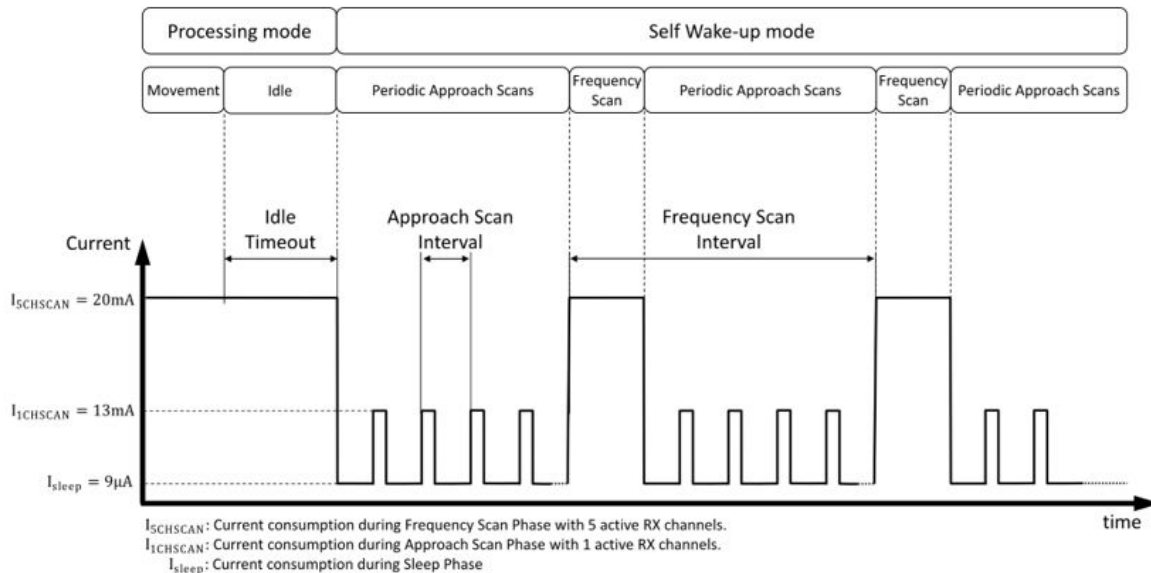 Processing mode
Self Wake-up mode
Movement
Idle
Periodic Approach Scans
Frequency
Scan
Periodic Approach Scans
Frequency
Scan
Periodic Approach Scans
Idle
Timeout
Approach Scan
Interval
Frequency Scan
Interval
Current
I5CHSCAN = 20mA
I1CHSCAN = 13mA
Isleep = 9μA
time
I5CHSCAN: Current consumption during Frequency Scan Phase with 5 active RX channels.
I1CHSCAN: Current consumption during Approach Scan Phase with 1 active RX channels.
Isleep: Current consumption during Sleep Phase